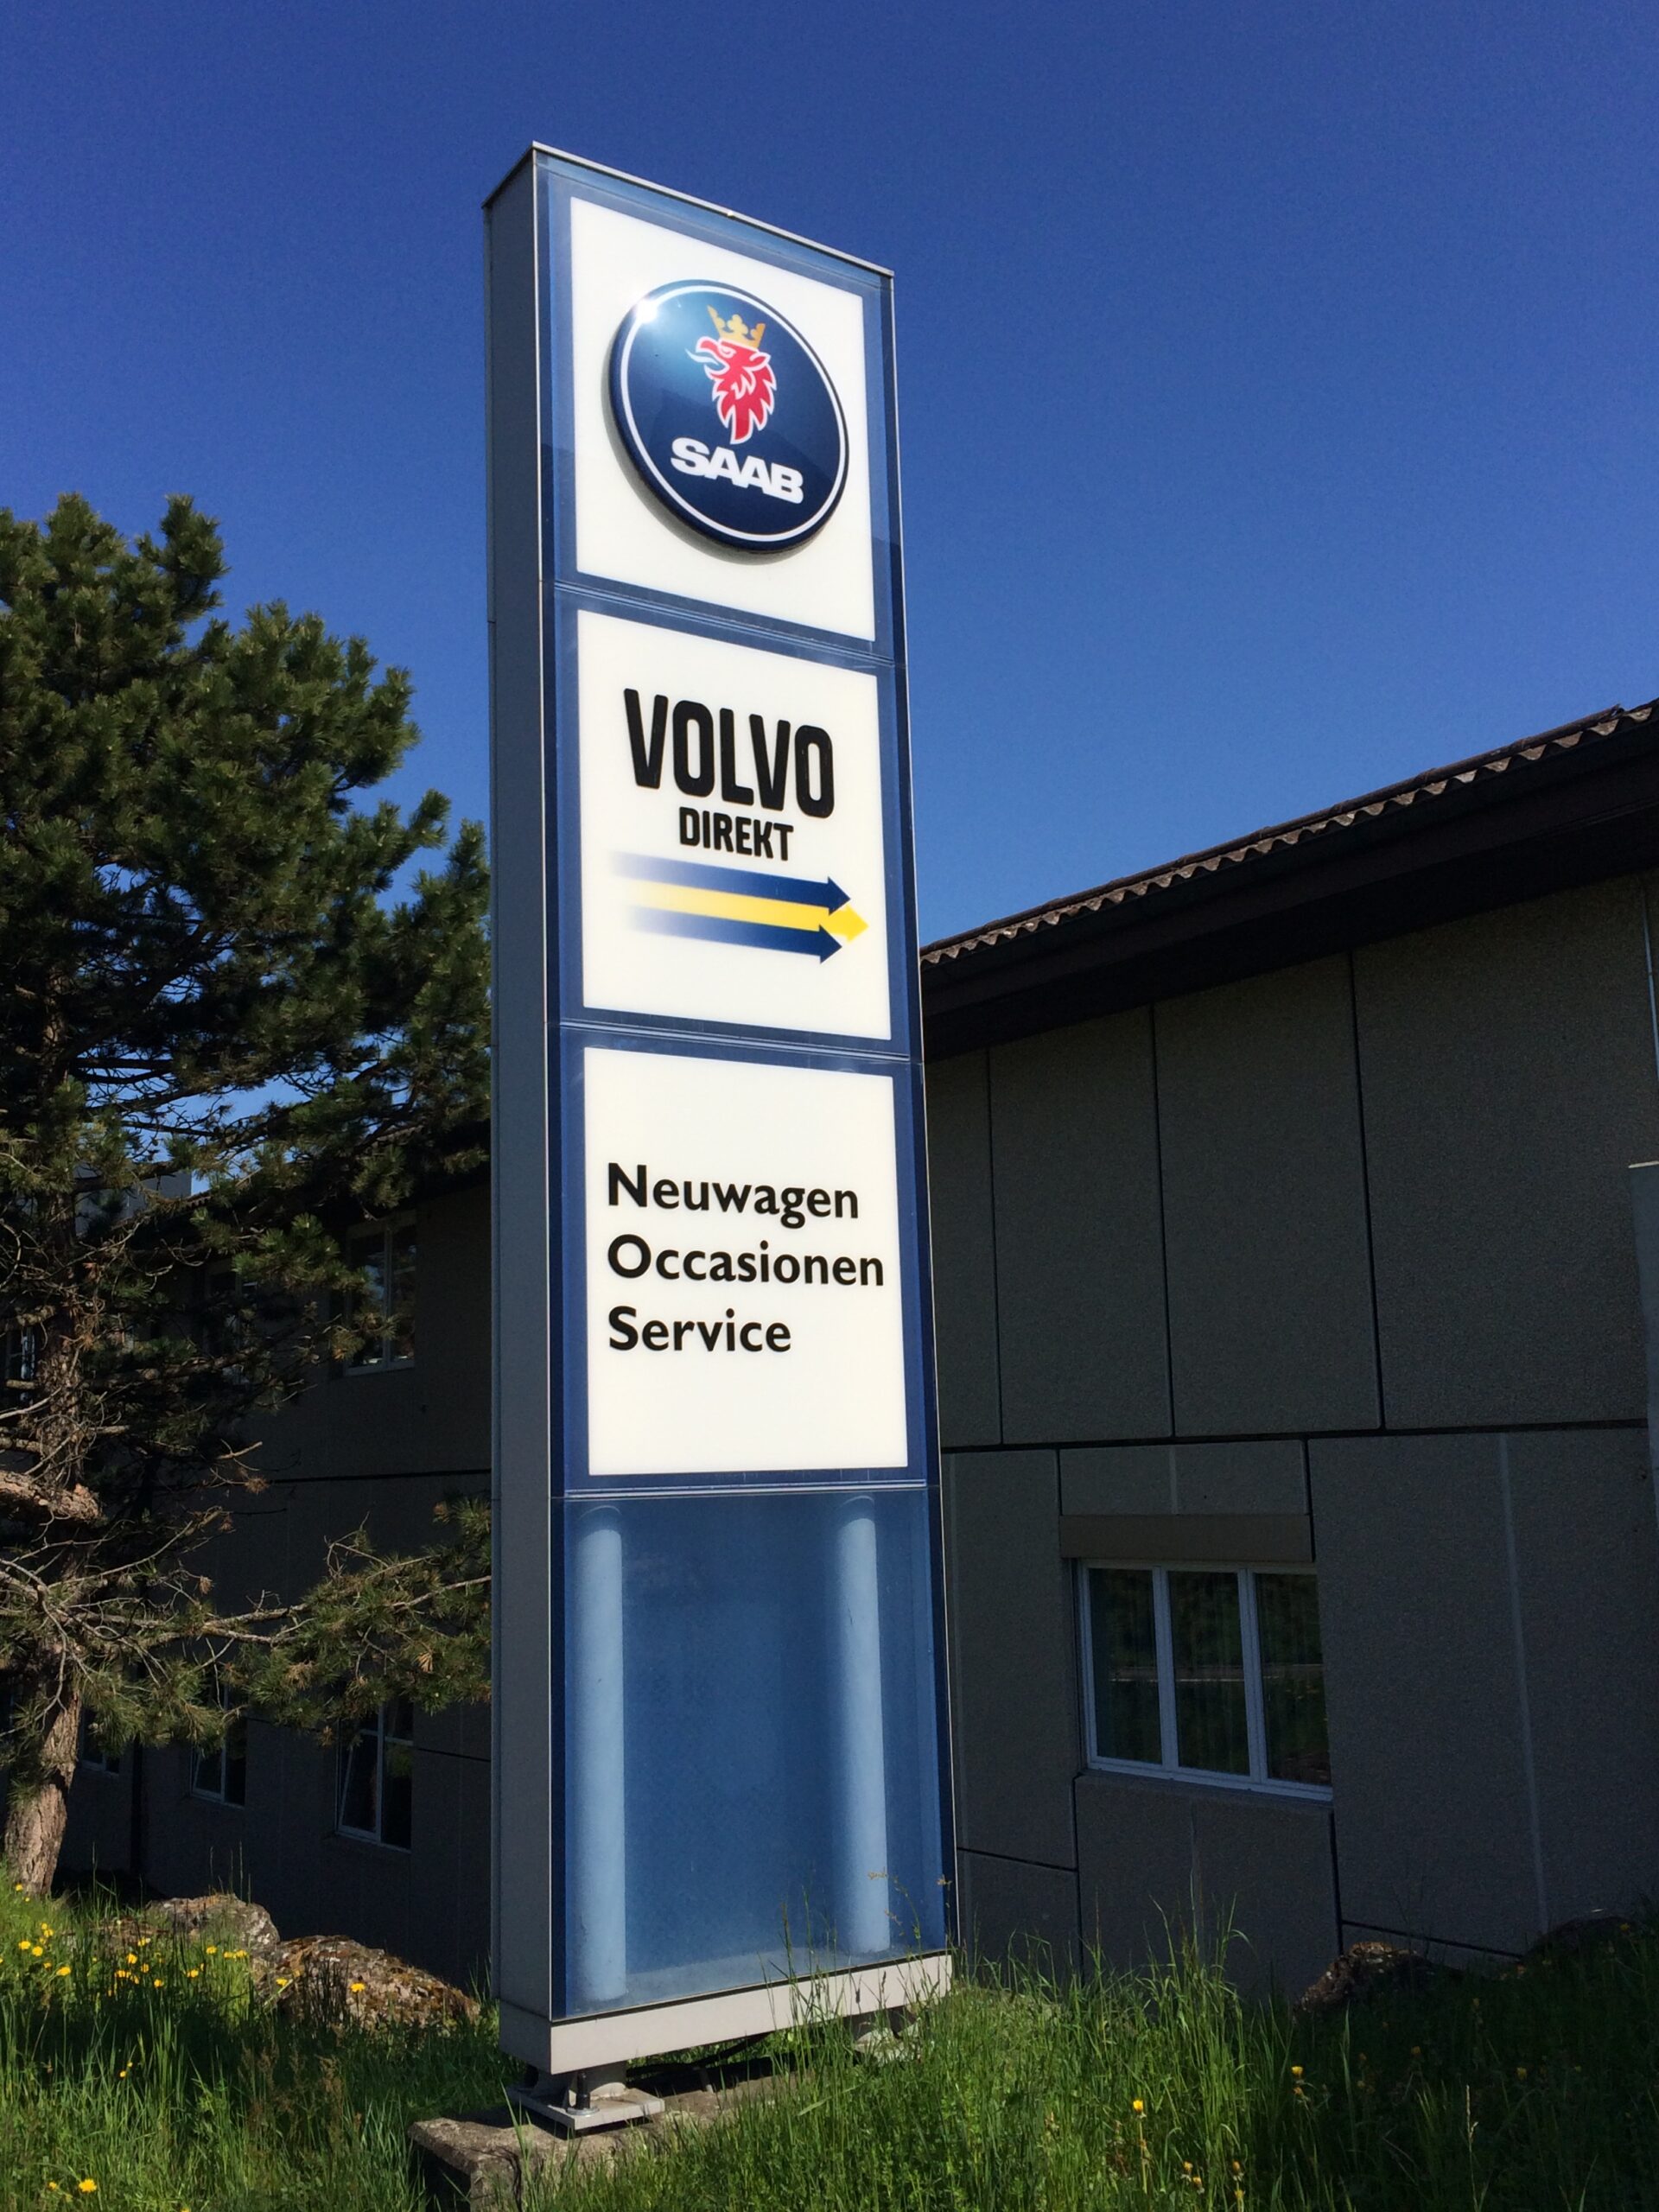 SAAB
VOLVO
DIREKT
Neuwagen
Occasionen
Service